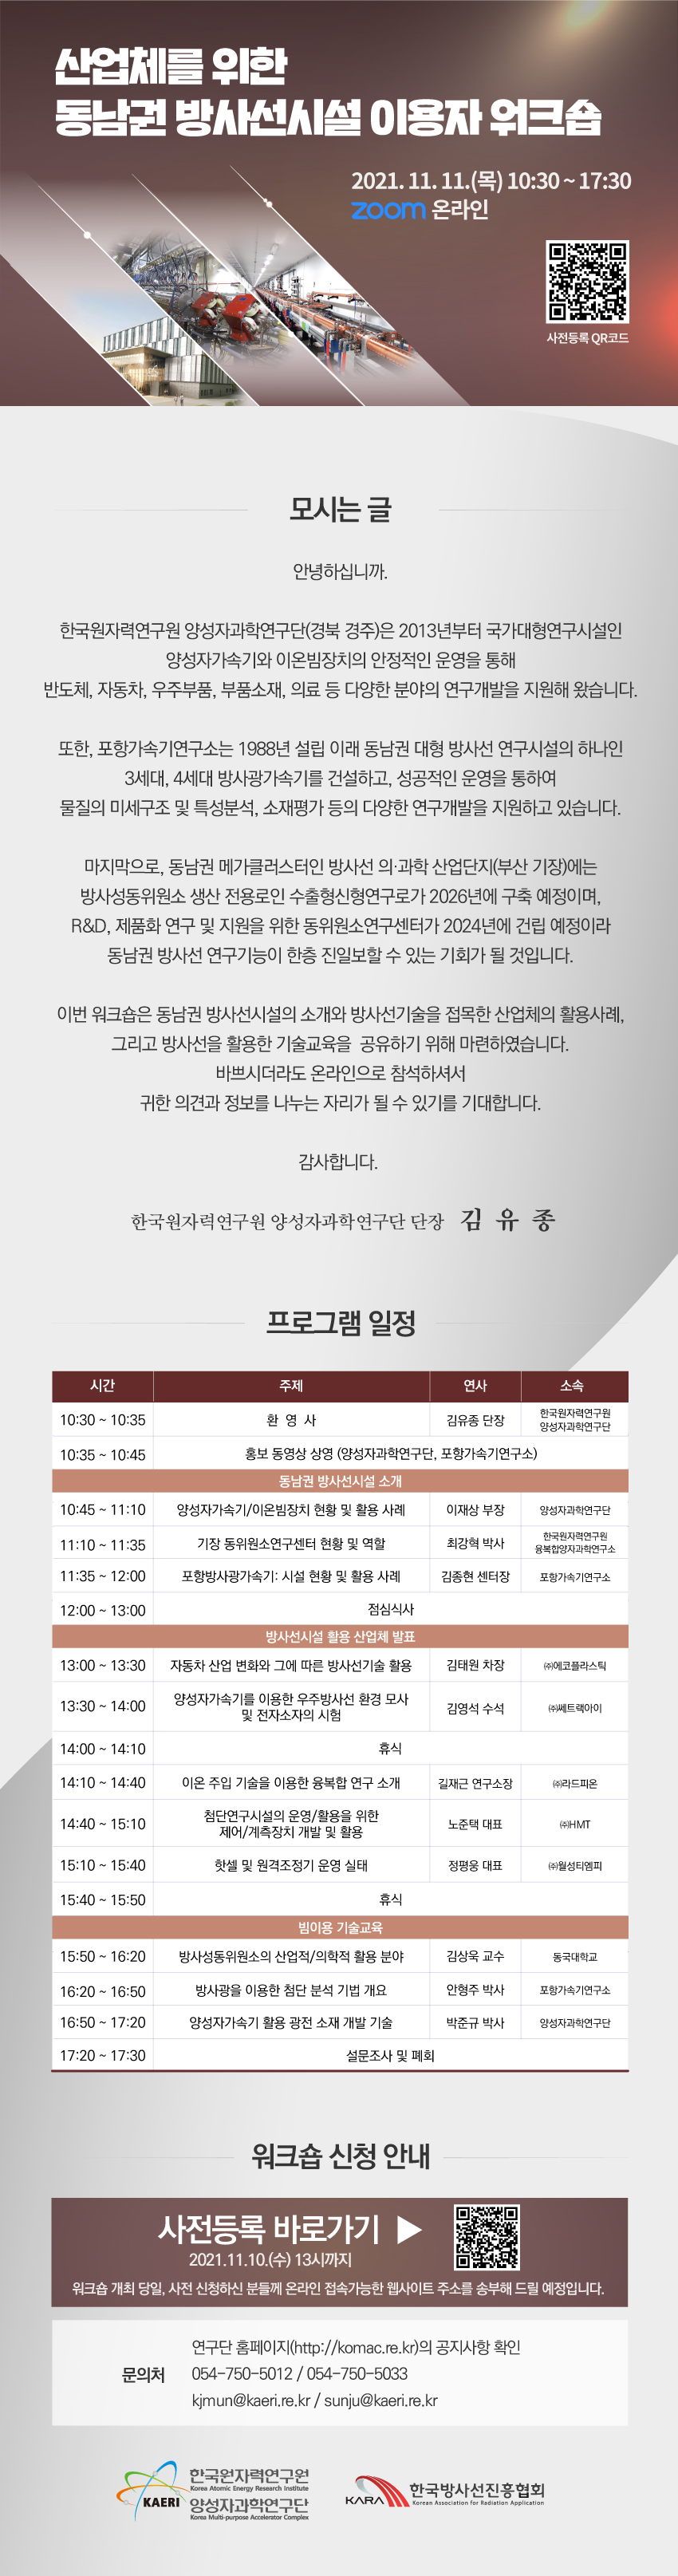 산업체를 위한
동남권 방사선시설 이용자 워크숍
2021. 11. 11.(목) 10:30 ~ 17:30
zoom 온라인
사전등록 QR코드
모시는 글
안녕하십니까.
한국원자력연구원 양성자과학연구단(경북 경주)은 2013년부터 국가대형연구시설인
양성자가속기와 이온빔장치의 안정적인 운영을 통해
반도체, 자동차, 우주부품, 부품소재, 의료 등 다양한 분야의 연구개발을 지원해 왔습니다.
또한, 포항가속기연구소는 1988년 설립 이래 동남권 대형 방사선 연구시설의 하나인
3세대, 4세대 방사광가속기를 건설하고, 성공적인 운영을 통하여
물질의 미세구조 및 특성분석, 소재평가 등의 다양한 연구개발을 지원하고 있습니다.
마지막으로, 동남권 메가클러스터인 방사선 의·과학 산업단지(부산 기장)에는
방사성동위원소 생산 전용로인 수출형신형연구로가 2026년에 구축 예정이며,
R&D, 제품화 연구 및 지원을 위한 동위원소연구센터가 2024년에 건립 예정이라
동남권 방사선 연구기능이 한층 진일보할 수 있는 기회가 될 것입니다.
이번 워크숍은 동남권 방사선시설의 소개와 방사선기술을 접목한 산업체의 활용사례,
그리고 방사선을 활용한 기술교육을 공유하기 위해 마련하였습니다.
바쁘시더라도 온라인으로 참석하셔서
귀한 의견과 정보를 나누는 자리가 될 수 있기를 기대합니다.
감사합니다.
한국원자력연구원 양성자과학연구단 단장 김 유 종
프로그램 일정
시간 주제 연사 소속
10:30 ~ 10:35 환 영 사 김유종 단장 한국원자력연구원
양성자과학연구단
10:35 ~ 10:45 홍보 동영상 상영 (양성자과학연구단, 포항가속기연구소)
동남권 방사선시설 소개
10:45 ~ 11:10 양성자가속기/이온빔장치 현황 및 활용 사례 이재상 부장 양성자과학연구단
11:10 ~ 11:35 기장 동위원소연구센터 현황 및 역할 최강혁 박사 한국원자력연구원
융복합양자과학연구소
11:35 ~ 12:00 포항방사광가속기: 시설 현황 및 활용 사례 김종현 센터장 포항가속기연구소
12:00 ~ 13:00 점심식사
방사선시설 활용 산업체 발표
13:00 ~ 13:30 자동차 산업 변화와 그에 따른 방사선기술 활용 김태원 차장 ㈜에코플라스틱
13:30 ~ 14:00 양성자가속기를 이용한 우주방사선 환경 모사
및 전자소자의 시험 김영석 수석 ㈜쎄트랙아이
14:00 ~ 14:10 휴식
14:10 ~ 14:40 이온 주입 기술을 이용한 융복합 연구 소개 길재근 연구소장 ㈜라드피온
14:40 ~ 15:10 첨단연구시설의 운영/활용을 위한
제어/계측장치 개발 및 활용 노준택 대표 ㈜HMT
15:10 ~ 15:40 핫셀 및 원격조정기 운영 실태 정평웅 대표 ㈜월성티엠피
15:40 ~ 15:50 휴식
빔이용 기술교육
15:50 ~ 16:20 방사성동위원소의 산업적/의학적 활용 분야 김상욱 교수 동국대학교
16:20 ~ 16:50 방사광을 이용한 첨단 분석 기법 개요 안형주 박사 포항가속기연구소
16:50 ~ 17:20 양성자가속기 활용 광전 소재 개발 기술 박준규 박사 양성자과학연구단
17:20 ~ 17:30 설문조사 및 폐회
워크숍 신청 안내
사전등록 바로가기 ▶
2021.11.10.(수) 13시까지
워크숍 개최 당일, 사전 신청하신 분들께 온라인 접속가능한 웹사이트 주소를 송부해 드릴 예정입니다.
연구단 홈페이지(http://komac.re.kr)의 공지사항 확인
문의처 054-750-5012 / 054-750-5033
kjmun@kaeri.re.kr / sunju@kaeri.re.kr
KAERI 한국원자력연구원
Korea Atomic Energy Research Institute
양성자과학연구단
Korea Multi-purpose Accelerator Complex
KARA 한국방사선진흥협회
Korean Association for Radiation Application